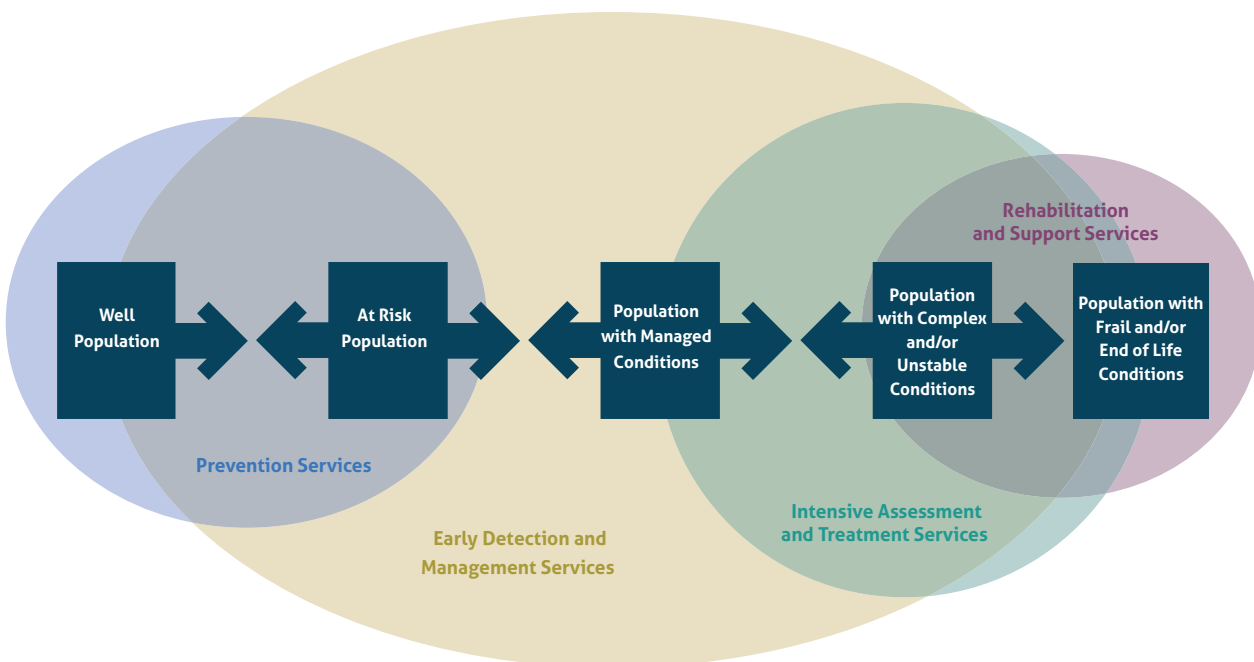 Rehabilitation
and Support Services
Well
Population
At Risk
Population
Population
with Managed
Conditions
Population
with Complex
and/or
Unstable
Conditions
Population with
Frail and/or
End of Life
Conditions
Prevention Services
Early Detection and
Management Services
Intensive Assessment
and Treatment Services